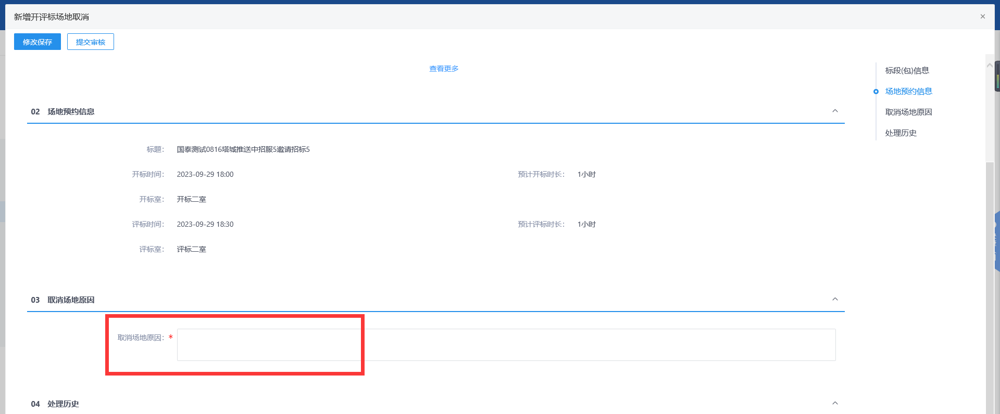 新增开评标场地取消
修改保存 提交审核
查看更多
标段(包)信息
场地预约信息
取消场地原因
处理历史
02 场地预约信息
标题： 国泰测试0816塔城推送中招服5邀请招标5
开标时间： 2023-09-29 18:00 预计开标时长： 1小时
开标室： 开标二室
评标时间： 2023-09-29 18:30 预计评标时长： 1小时
评标室： 评标二室
03 取消场地原因
取消场地原因：*
04 处理历史